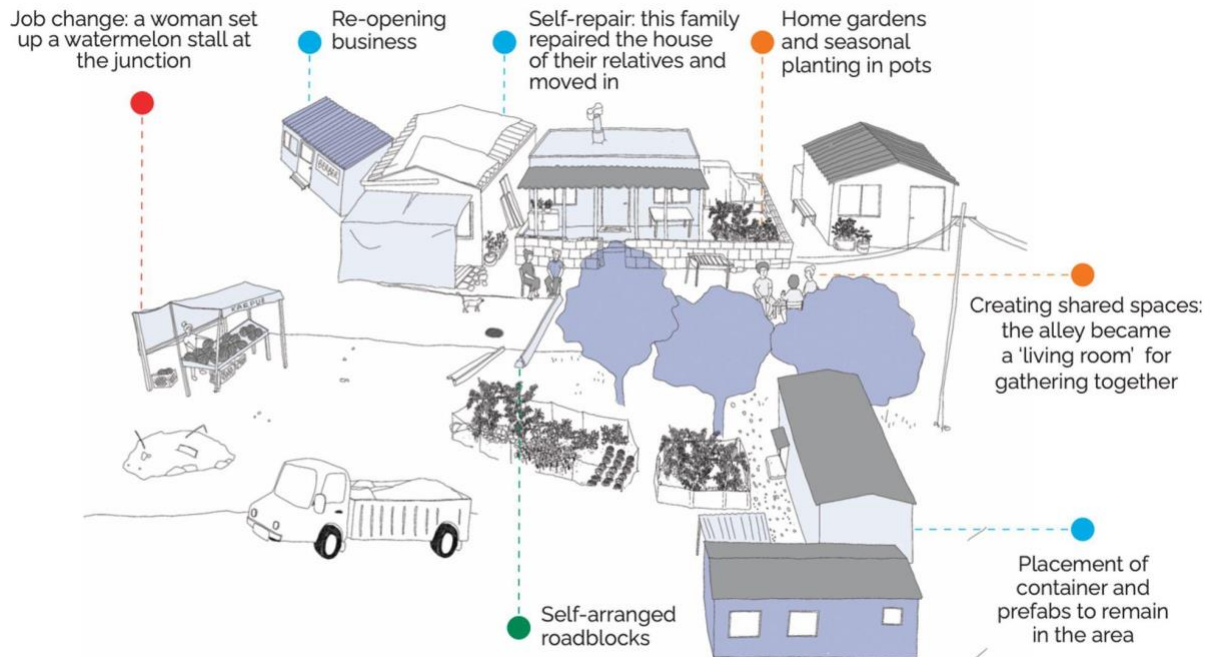 Job change: a woman set
up a watermelon stall at
the junction
Re-opening
business
Self-repair: this family
repaired the house
of their relatives and
moved in
Home gardens
and seasonal
planting in pots
KARPUZ
Creating shared spaces:
the alley became
a ‘living room’ for
gathering together
Placement of
container and
prefabs to remain
in the area
Self-arranged
roadblocks